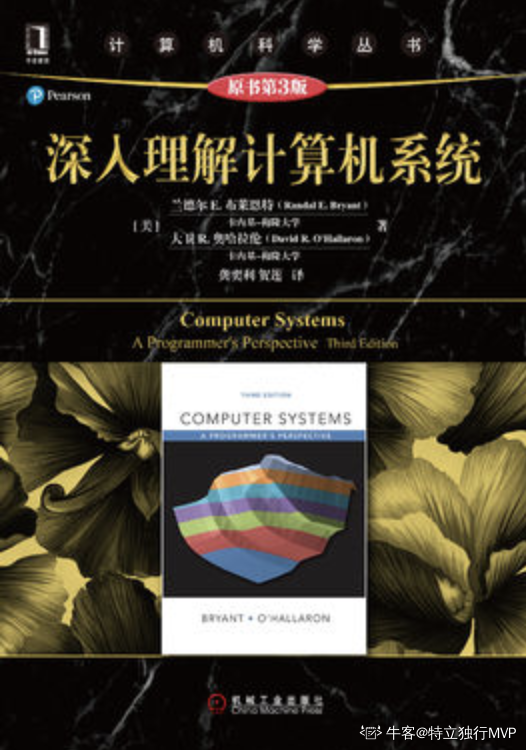 计 算 机 科 学 丛 书
原书第3版
Pearson
深入理解计算机系统
兰德尔 E. 布莱恩特（Randal E. Bryant）
卡内基-梅隆大学
[美] 著
大卫 R. 奥哈拉伦（David R. O'Hallaron）
卡内基-梅隆大学
龚奕利 贺莲 译
Computer Systems
A Programmer's Perspective Third Edition
THIRD EDITION
COMPUTER SYSTEMS
A PROGRAMMER'S PERSPECTIVE
BRYANT • O'HALLARON
机械工业出版社
China Machine Press
牛客@特立独行MVP